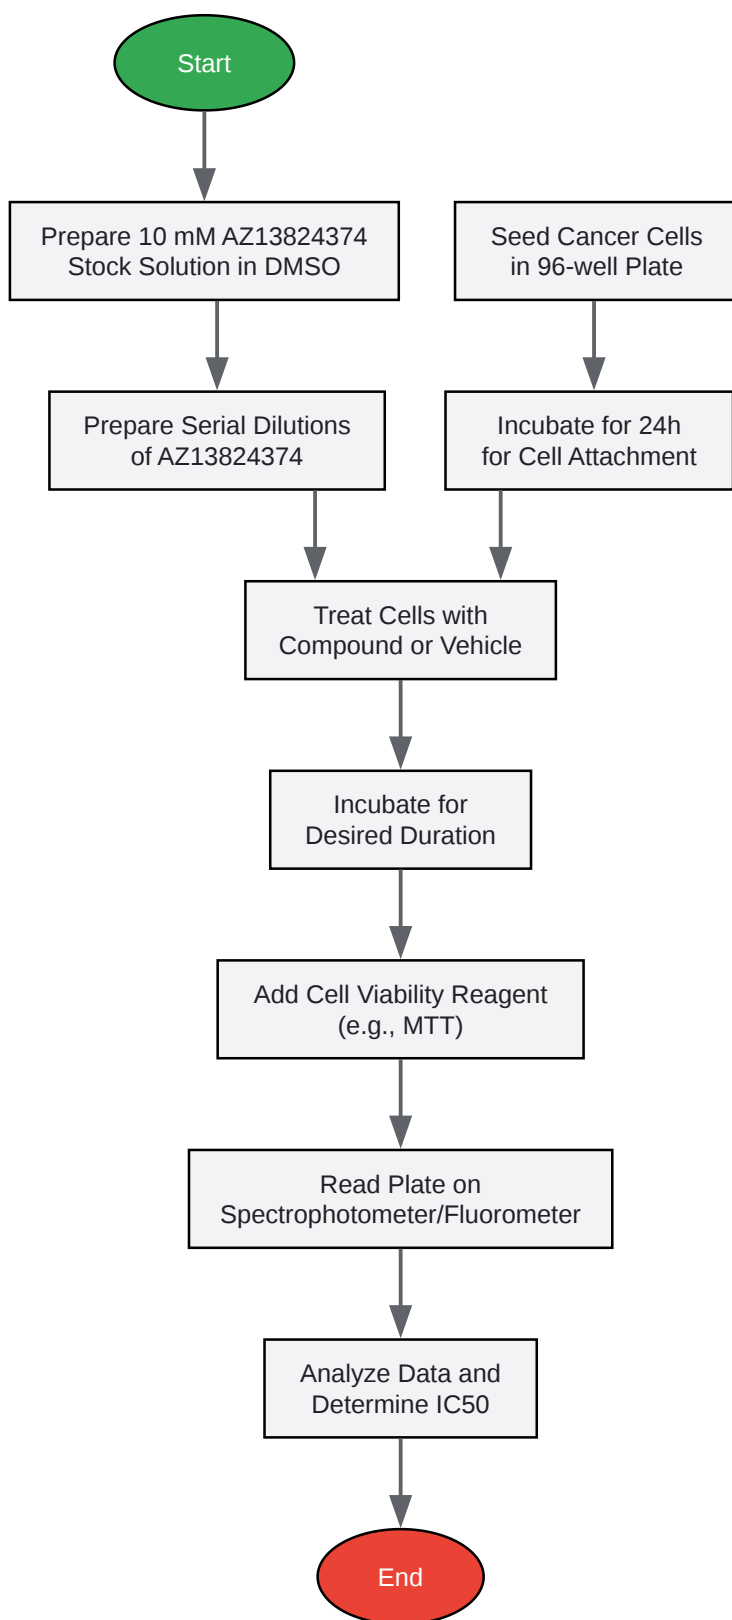 Start
Prepare 10 mM AZ13824374
Stock Solution in DMSO
Seed Cancer Cells
in 96-well Plate
Prepare Serial Dilutions
of AZ13824374
Incubate for 24h
for Cell Attachment
Treat Cells with
Compound or Vehicle
Incubate for
Desired Duration
Add Cell Viability Reagent
(e.g., MTT)
Read Plate on
Spectrophotometer/Fluorometer
Analyze Data and
Determine IC50
End